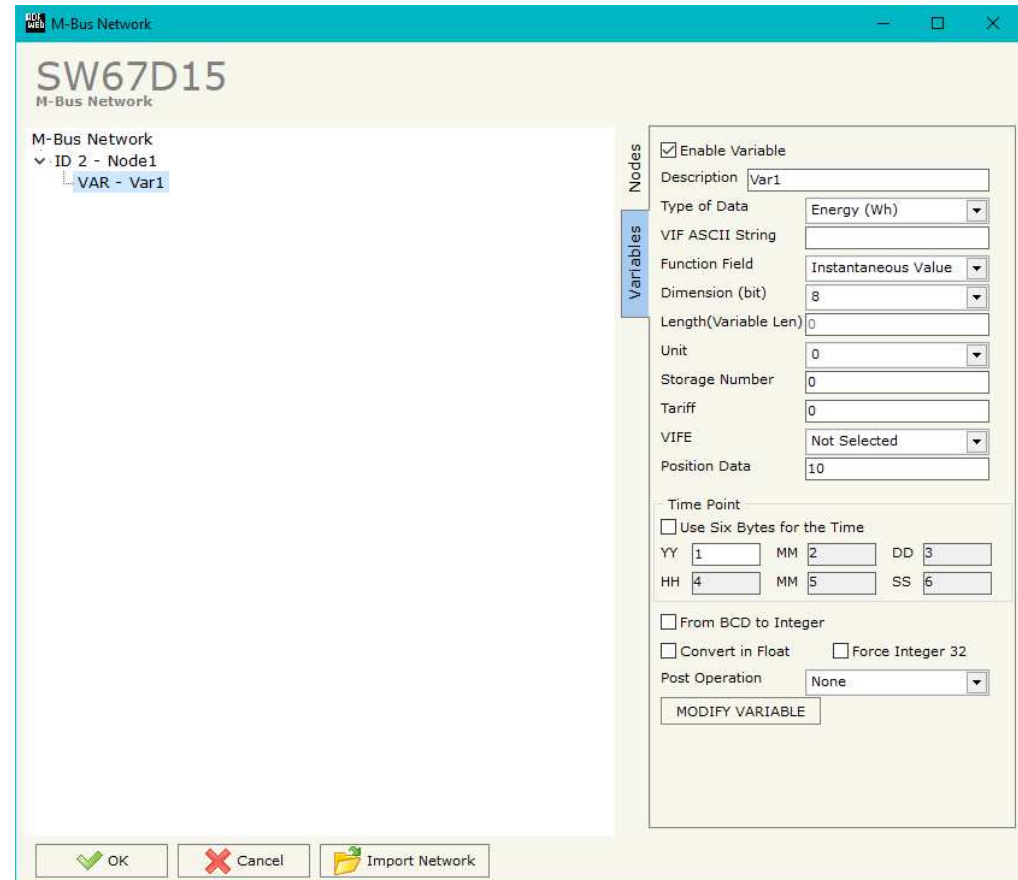 ADF WEB M-Bus Network
SW67D15
M-Bus Network
M-Bus Network
ID 2 - Node1
VAR - Var1
Nodes
Variables
Enable Variable
Description Var1
Type of Data Energy (Wh)
VIF ASCII String
Function Field Instantaneous Value
Dimension (bit) 8
Length(Variable Len) 0
Unit 0
Storage Number 0
Tariff 0
VIFE Not Selected
Position Data 10
Time Point
Use Six Bytes for the Time
YY 1 MM 2 DD 3
HH 4 MM 5 SS 6
From BCD to Integer
Convert in Float Force Integer 32
Post Operation None
MODIFY VARIABLE
OK Cancel Import Network